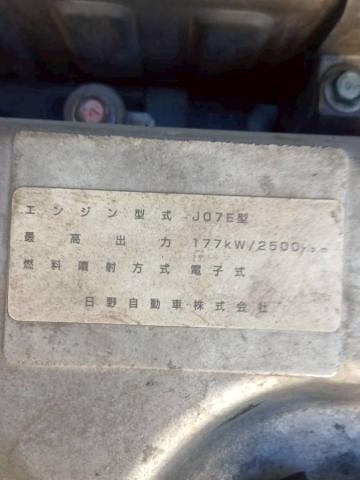 エンジン型式 J07E型
最高出力 177kW/2500r.p.m
燃料噴射方式 電子式
日野自動車株式会社